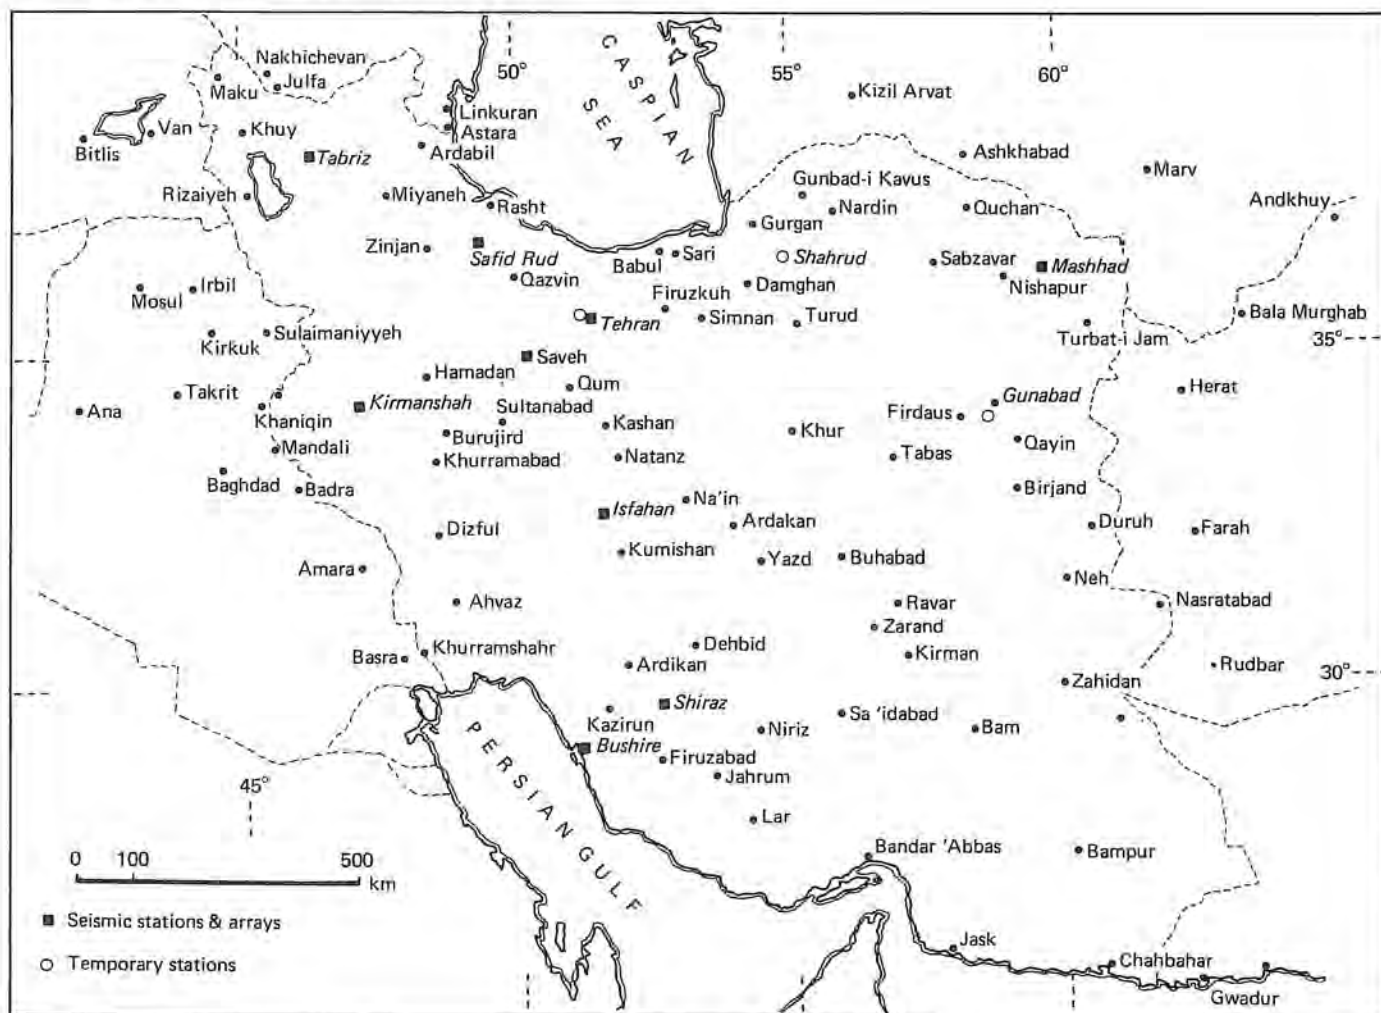 50°
55°
60°
CASPIAN
SEA
Nakhichevan
Julfa
Maku
Kizil Arvat
Linkuran
Astara
Van
Khuy
Bitlis
Tabriz
Ardabil
Ashkhabad
Marv
Gunbad-i Kavus
Rizaiyeh
Miyaneh
Rasht
Nardin
Quchan
Andkhuy
Gurgan
Zinjan
Safid Rud
Babul
Sari
Shahrud
Sabzavar
Mashhad
Qazvin
Damghan
Nishapur
Mosul
Irbil
Firuzkuh
Tehran
Simnan
Turud
Bala Murghab
Kirkuk
Sulaimaniyyeh
Turbat-i Jam
35°
Saveh
Hamadan
Qum
Takrit
Herat
Ana
Kirmanshah
Sultanabad
Gunabad
Khaniqin
Firdaus
Burujird
Kashan
Khur
Mandali
Qayin
Khurramabad
Natanz
Tabas
Baghdad
Badra
Birjand
Isfahan
Na'in
Dizful
Ardakan
Duruh
Farah
Kumishan
Yazd
Buhabad
Amara
Neh
Ahvaz
Ravar
Nasratabad
Zarand
Dehbid
Khurramshahr
Kirman
Basra
Ardikan
Rudbar
30°
Zahidan
Shiraz
Kazirun
Sa 'idabad
Niriz
Bam
Bushire
Firuzabad
PERSIAN GULF
Jahrum
45°
Lar
Bandar 'Abbas
Bampur
0 100 500
km
Seismic stations & arrays
Jask
Chahbahar
Temporary stations
Gwadur